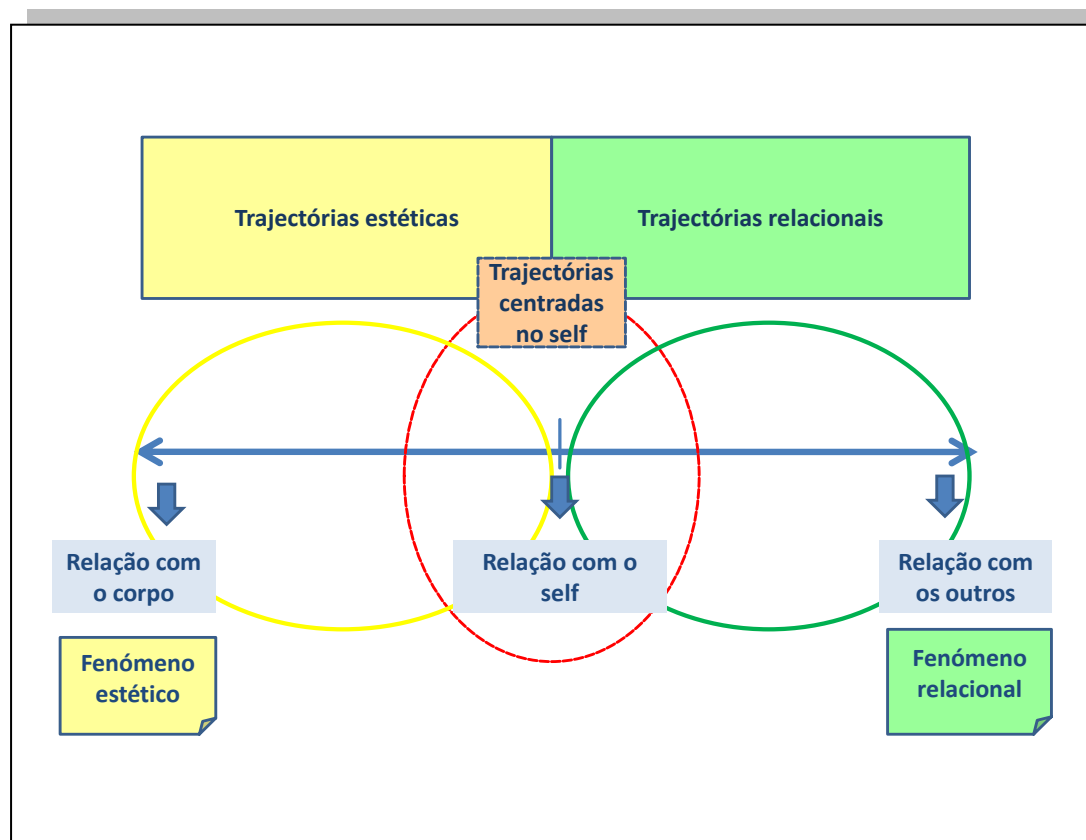 Trajectórias estéticas
Trajectórias relacionais
Trajectórias
centradas
no self
Relação com
o corpo
Relação com o
self
Relação com
os outros
Fenómeno
estético
Fenómeno
relacional